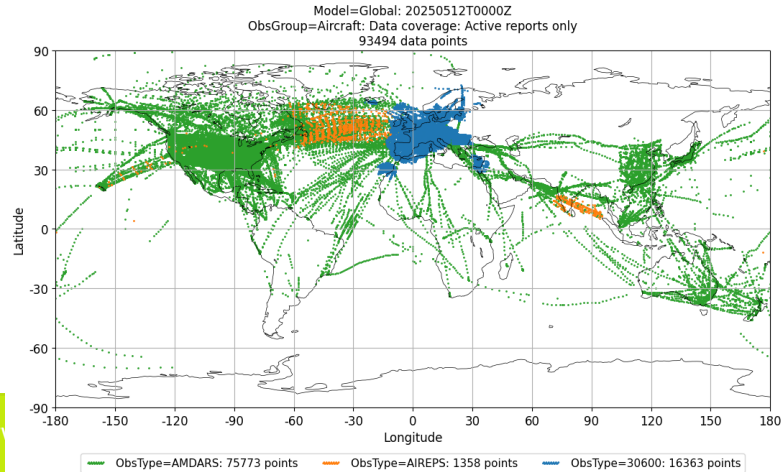 Model=Global: 20250512T0000Z
ObsGroup=Aircraft: Data coverage: Active reports only
93494 data points
90
60
30
0
-30
-60
-90
Latitude
-180 -150 -120 -90 -60 -30 0 30 60 90 120 150 180
Longitude
ObsType=AMDARS: 75773 points ObsType=AIREPS: 1358 points ObsType=30600: 16363 points